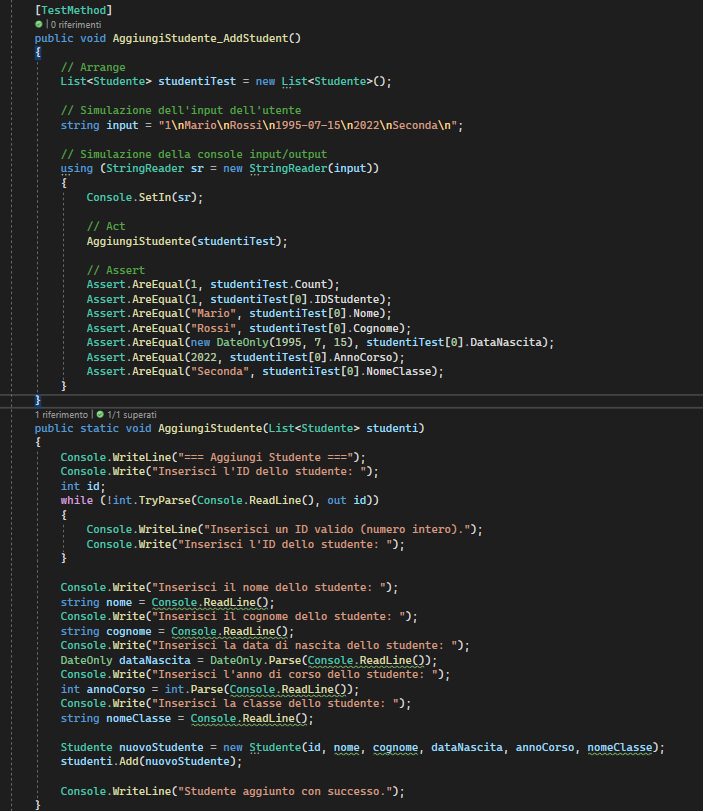 [TestMethod]
| 0 riferimenti
public void AggiungiStudente_AddStudent()
{
// Arrange
List<Studente> studentiTest = new List<Studente>();
// Simulazione dell'input dell'utente
string input = "1\nMario\nRossi\n1995-07-15\n2022\nSeconda\n";
// Simulazione della console input/output
using (StringReader sr = new StringReader(input))
{
Console.SetIn(sr);
// Act
AggiungiStudente(studentiTest);
// Assert
Assert.AreEqual(1, studentiTest.Count);
Assert.AreEqual(1, studentiTest[0].IDStudente);
Assert.AreEqual("Mario", studentiTest[0].Nome);
Assert.AreEqual("Rossi", studentiTest[0].Cognome);
Assert.AreEqual(new DateOnly(1995, 7, 15), studentiTest[0].DataNascita);
Assert.AreEqual(2022, studentiTest[0].AnnoCorso);
Assert.AreEqual("Seconda", studentiTest[0].NomeClasse);
}
}
1 riferimento | 1/1 superati
public static void AggiungiStudente(List<Studente> studenti)
{
Console.WriteLine("=== Aggiungi Studente ===");
Console.Write("Inserisci l'ID dello studente: ");
int id;
while (!int.TryParse(Console.ReadLine(), out id))
{
Console.WriteLine("Inserisci un ID valido (numero intero).");
Console.Write("Inserisci l'ID dello studente: ");
}
Console.Write("Inserisci il nome dello studente: ");
string nome = Console.ReadLine();
Console.Write("Inserisci il cognome dello studente: ");
string cognome = Console.ReadLine();
Console.Write("Inserisci la data di nascita dello studente: ");
DateOnly dataNascita = DateOnly.Parse(Console.ReadLine());
Console.Write("Inserisci l'anno di corso dello studente: ");
int annoCorso = int.Parse(Console.ReadLine());
Console.Write("Inserisci la classe dello studente: ");
string nomeClasse = Console.ReadLine();
Studente nuovoStudente = new Studente(id, nome, cognome, dataNascita, annoCorso, nomeClasse);
studenti.Add(nuovoStudente);
Console.WriteLine("Studente aggiunto con successo.");
}